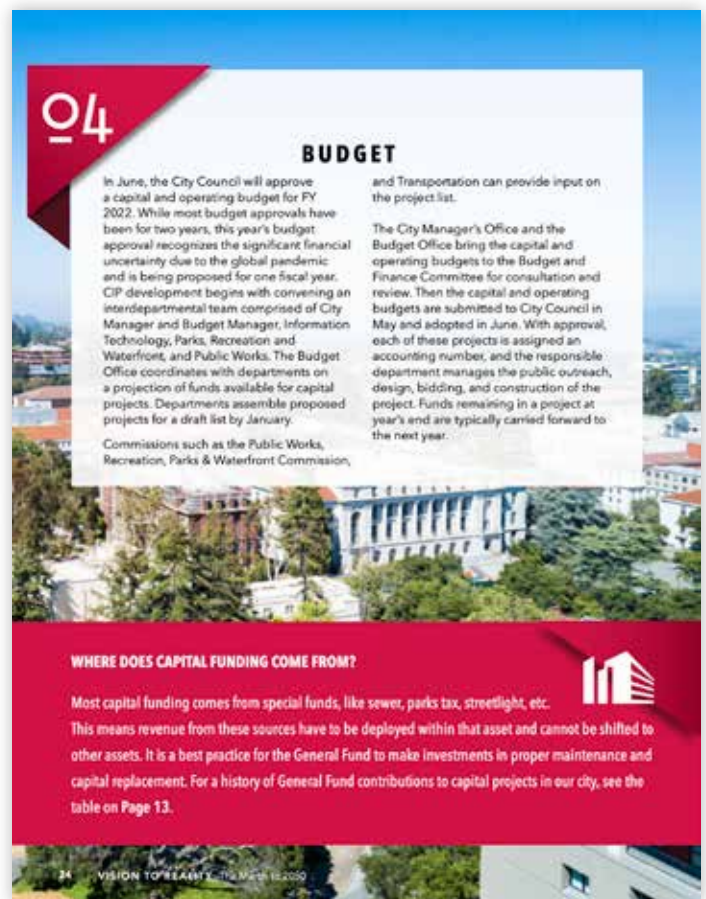 04
BUDGET
In June, the City Council will approve
a capital and operating budget for FY
2022. While most budget approvals have
been for two years, this year's budget
approval recognizes the significant financial
uncertainty due to the global pandemic
and is being proposed for one fiscal year.
CIP development begins with convening an
interdepartmental team comprised of City
Manager and Budget Manager, Information
Technology, Parks, Recreation and
Waterfront, and Public Works. The Budget
Office coordinates with departments on
a projection of funds available for capital
projects. Departments assemble proposed
projects for a draft list by January.
Commissions such as the Public Works,
Recreation, Parks & Waterfront Commission,
and Transportation can provide input on
the project list.
The City Manager's Office and the
Budget Office bring the capital and
operating budgets to the Budget and
Finance Committee for consultation and
review. Then the capital and operating
budgets are submitted to City Council in
May and adopted in June. With approval,
each of these projects is assigned an
accounting number, and the responsible
department manages the public outreach,
design, bidding, and construction of the
project. Funds remaining in a project at
year's end are typically carried forward to
the next year.
WHERE DOES CAPITAL FUNDING COME FROM?
Most capital funding comes from special funds, like sewer, parks tax, streetlight, etc.
This means revenue from these sources have to be deployed within that asset and cannot be shifted to
other assets. It is a best practice for the General Fund to make investments in proper maintenance and
capital replacement. For a history of General Fund contributions to capital projects in our city, see the
table on Page 13.
24 VISION TO REALITY The March to 2050